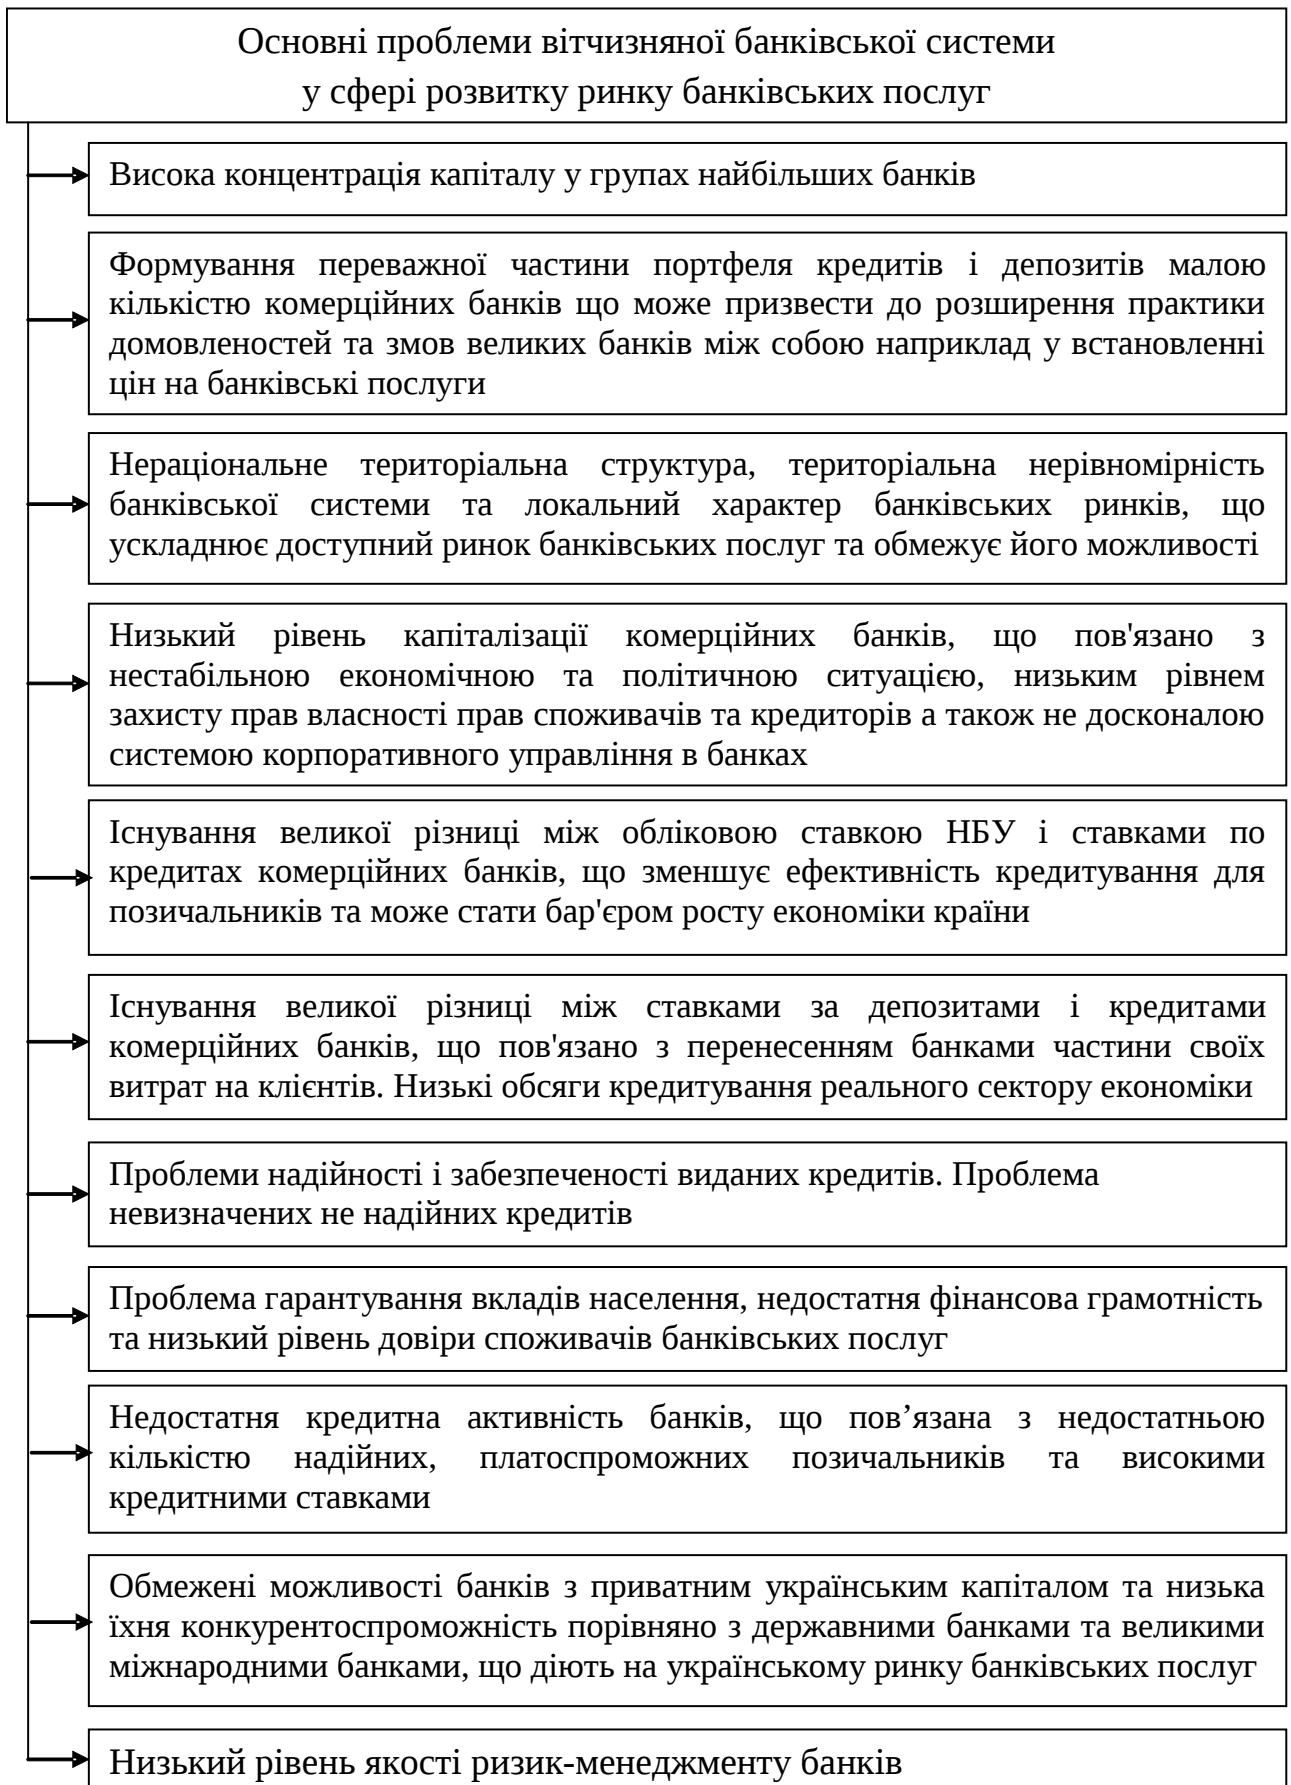 Основні проблеми вітчизняної банківської системи
у сфері розвитку ринку банківських послуг
Висока концентрація капіталу у групах найбільших банків
Формування переважної частини портфеля кредитів і депозитів малою
кількістю комерційних банків що може призвести до розширення практики
домовленостей та змов великих банків між собою наприклад у встановленні
цін на банківські послуги
Нераціональне територіальна структура, територіальна нерівномірність
банківської системи та локальний характер банківських ринків, що
ускладнює доступний ринок банківських послуг та обмежує його можливості
Низький рівень капіталізації комерційних банків, що пов'язано з
нестабільною економічною та політичною ситуацією, низьким рівнем
захисту прав власності прав споживачів та кредиторів а також не досконалою
системою корпоративного управління в банках
Існування великої різниці між обліковою ставкою НБУ і ставками по
кредитах комерційних банків, що зменшує ефективність кредитування для
позичальників та може стати бар'єром росту економіки країни
Існування великої різниці між ставками за депозитами і кредитами
комерційних банків, що пов'язано з перенесенням банками частини своїх
витрат на клієнтів. Низькі обсяги кредитування реального сектору економіки
Проблеми надійності і забезпеченості виданих кредитів. Проблема
невизначених не надійних кредитів
Проблема гарантування вкладів населення, недостатня фінансова грамотність
та низький рівень довіри споживачів банківських послуг
Недостатня кредитна активність банків, що пов’язана з недостатньою
кількістю надійних, платоспроможних позичальників та високими
кредитними ставками
Обмежені можливості банків з приватним українським капіталом та низька
їхня конкурентоспроможність порівняно з державними банками та великими
міжнародними банками, що діють на українському ринку банківських послуг
Низький рівень якості ризик-менеджменту банків